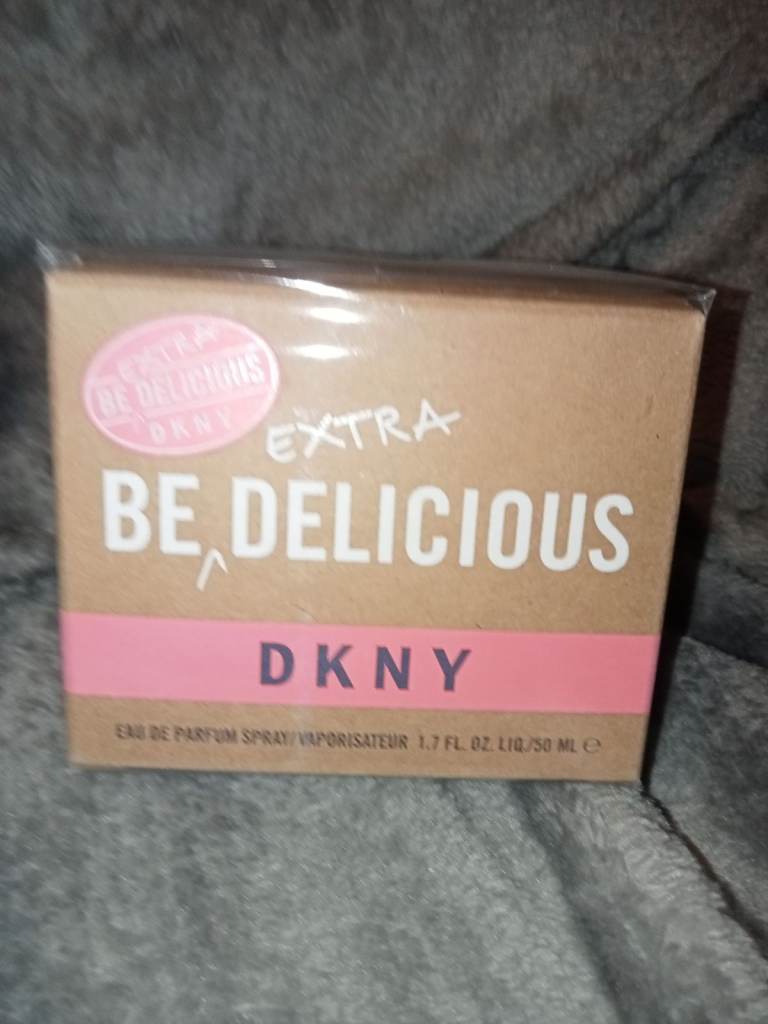 EXTRA
BE DELICIOUS
DKNY
EXTRA
BE DELICIOUS
DKNY
EAU DE PARFUM SPRAY/VAPORISATEUR 1.7 FL. OZ. LIQ./50 ML ℮